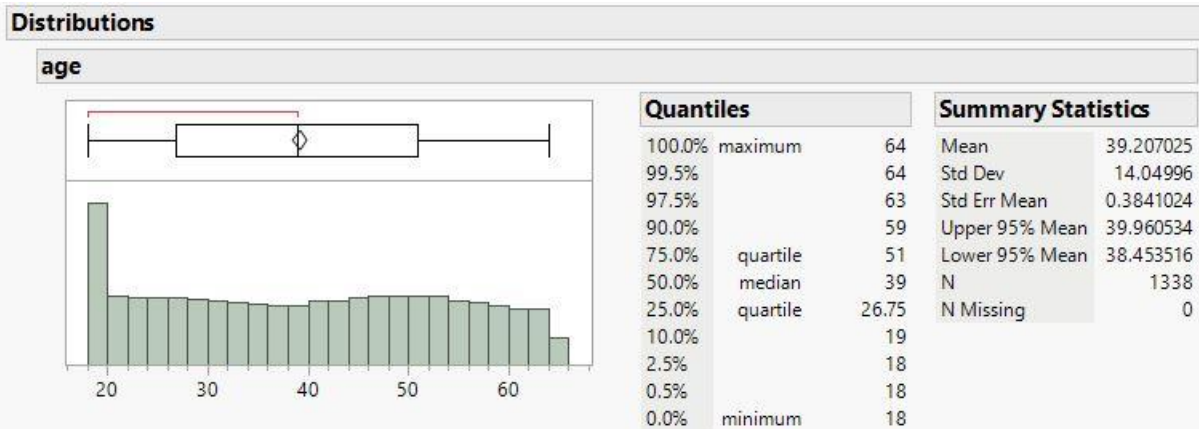 Distributions
age
20 30 40 50 60
Quantiles
100.0% maximum 64
99.5% 64
97.5% 63
90.0% 59
75.0% quartile 51
50.0% median 39
25.0% quartile 26.75
10.0% 19
2.5% 18
0.5% 18
0.0% minimum 18
Summary Statistics
Mean 39.207025
Std Dev 14.04996
Std Err Mean 0.3841024
Upper 95% Mean 39.960534
Lower 95% Mean 38.453516
N 1338
N Missing 0